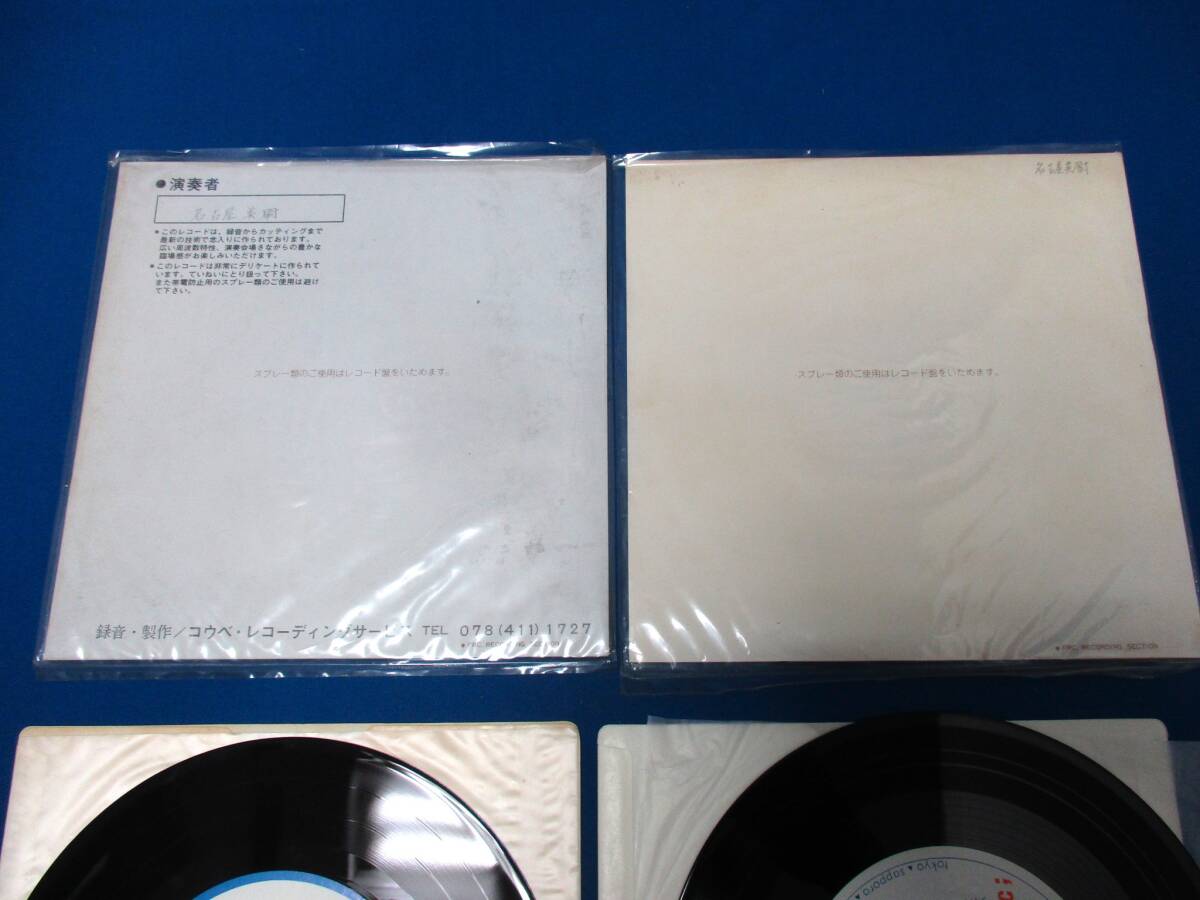 ●演奏者
名古屋
*このレコードは、録音からカッティングまで
最新の技術で念入りに作られております。
広い周波数特性、演奏会場さながらの豊かな
臨場感がお楽しみいただけます。
*このレコードは非常にデリケートに作られて
います。ていねいにとり扱って下さい。
また帯電防止用のスプレー類のご使用は避け
て下さい。
スプレー類のご使用はレコード盤をいためます。
録音・製作/コウベ・レコーディングサービス TEL 078(411)1727
RECORDING SECTION
名古屋
スプレー類のご使用はレコード盤をいためます。
RECORDING SECTION
tokyo▲sapporo